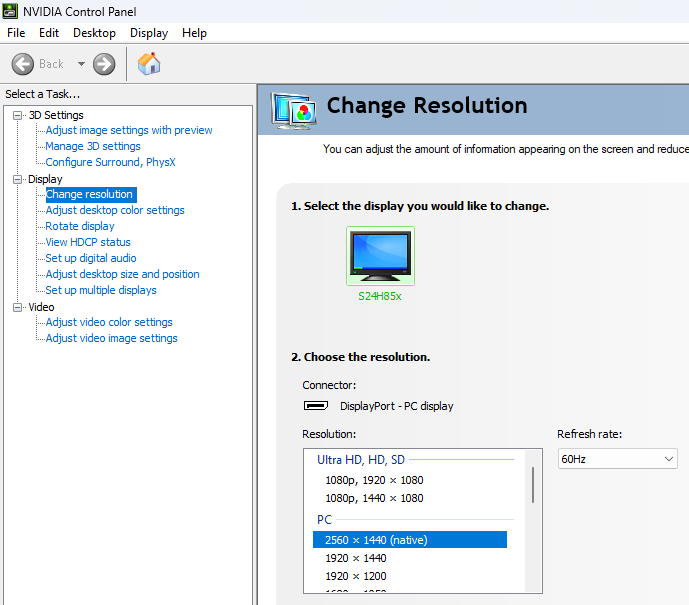 NVIDIA Control Panel
File Edit Desktop Display Help
Back
Select a Task...
3D Settings
Adjust image settings with preview
Manage 3D settings
Configure Surround, PhysX
Display
Change resolution
Adjust desktop color settings
Rotate display
View HDCP status
Set up digital audio
Adjust desktop size and position
Set up multiple displays
Video
Adjust video color settings
Adjust video image settings
Change Resolution
You can adjust the amount of information appearing on the screen and reduce
1. Select the display you would like to change.
S24H85x
2. Choose the resolution.
Connector:
DisplayPort - PC display
Resolution:
Ultra HD, HD, SD
1080p, 1920 × 1080
1080p, 1440 × 1080
PC
2560 × 1440 (native)
1920 × 1440
1920 × 1200
Refresh rate:
60Hz